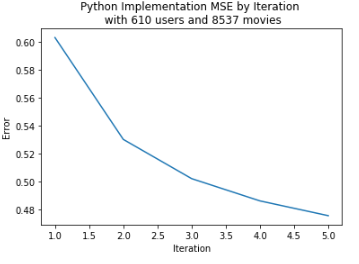 Python Implementation MSE by Iteration
with 610 users and 8537 movies
0.60
0.58
0.56
0.54
0.52
0.50
0.48
Error
1.0 1.5 2.0 2.5 3.0 3.5 4.0 4.5 5.0
Iteration